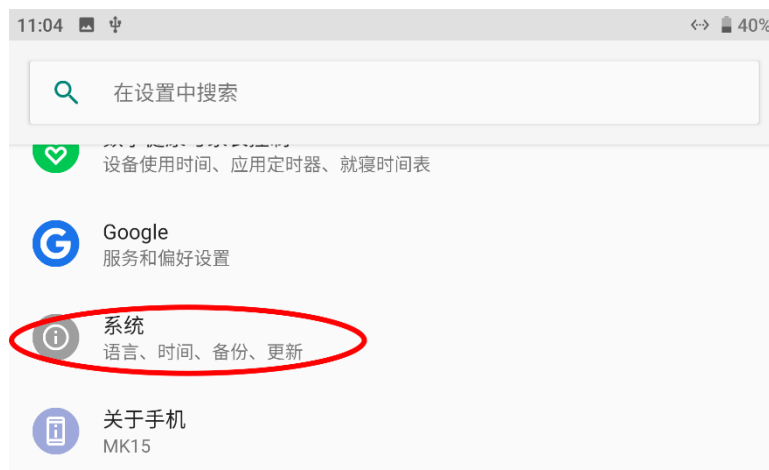 11:04
40%
在设置中搜索
设备使用时间、应用定时器、就寝时间表
Google
服务和偏好设置
系统
语言、时间、备份、更新
关于手机
MK15